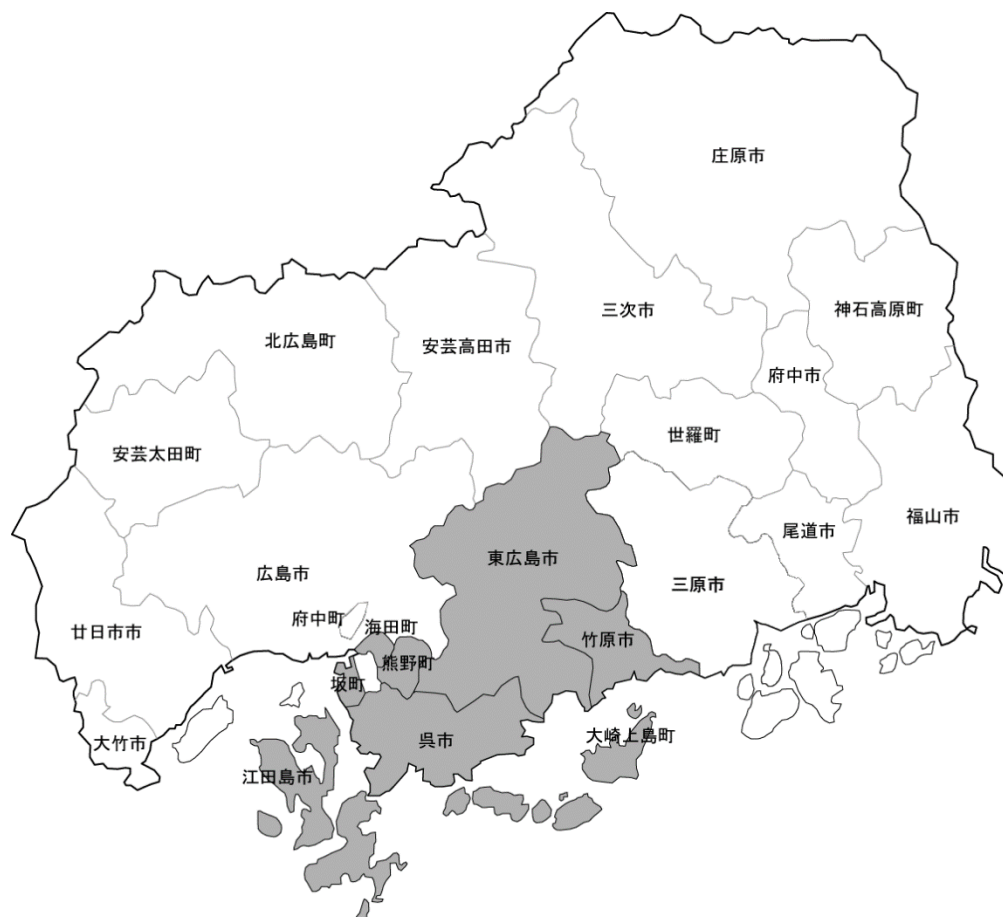 庄原市
三次市
神石高原町
北広島町
安芸高田市
府中市
世羅町
安芸太田町
福山市
尾道市
東広島市
広島市
三原市
府中町
海田町
廿日市市
竹原市
熊野町
坂町
大崎上島町
呉市
大竹市
江田島市